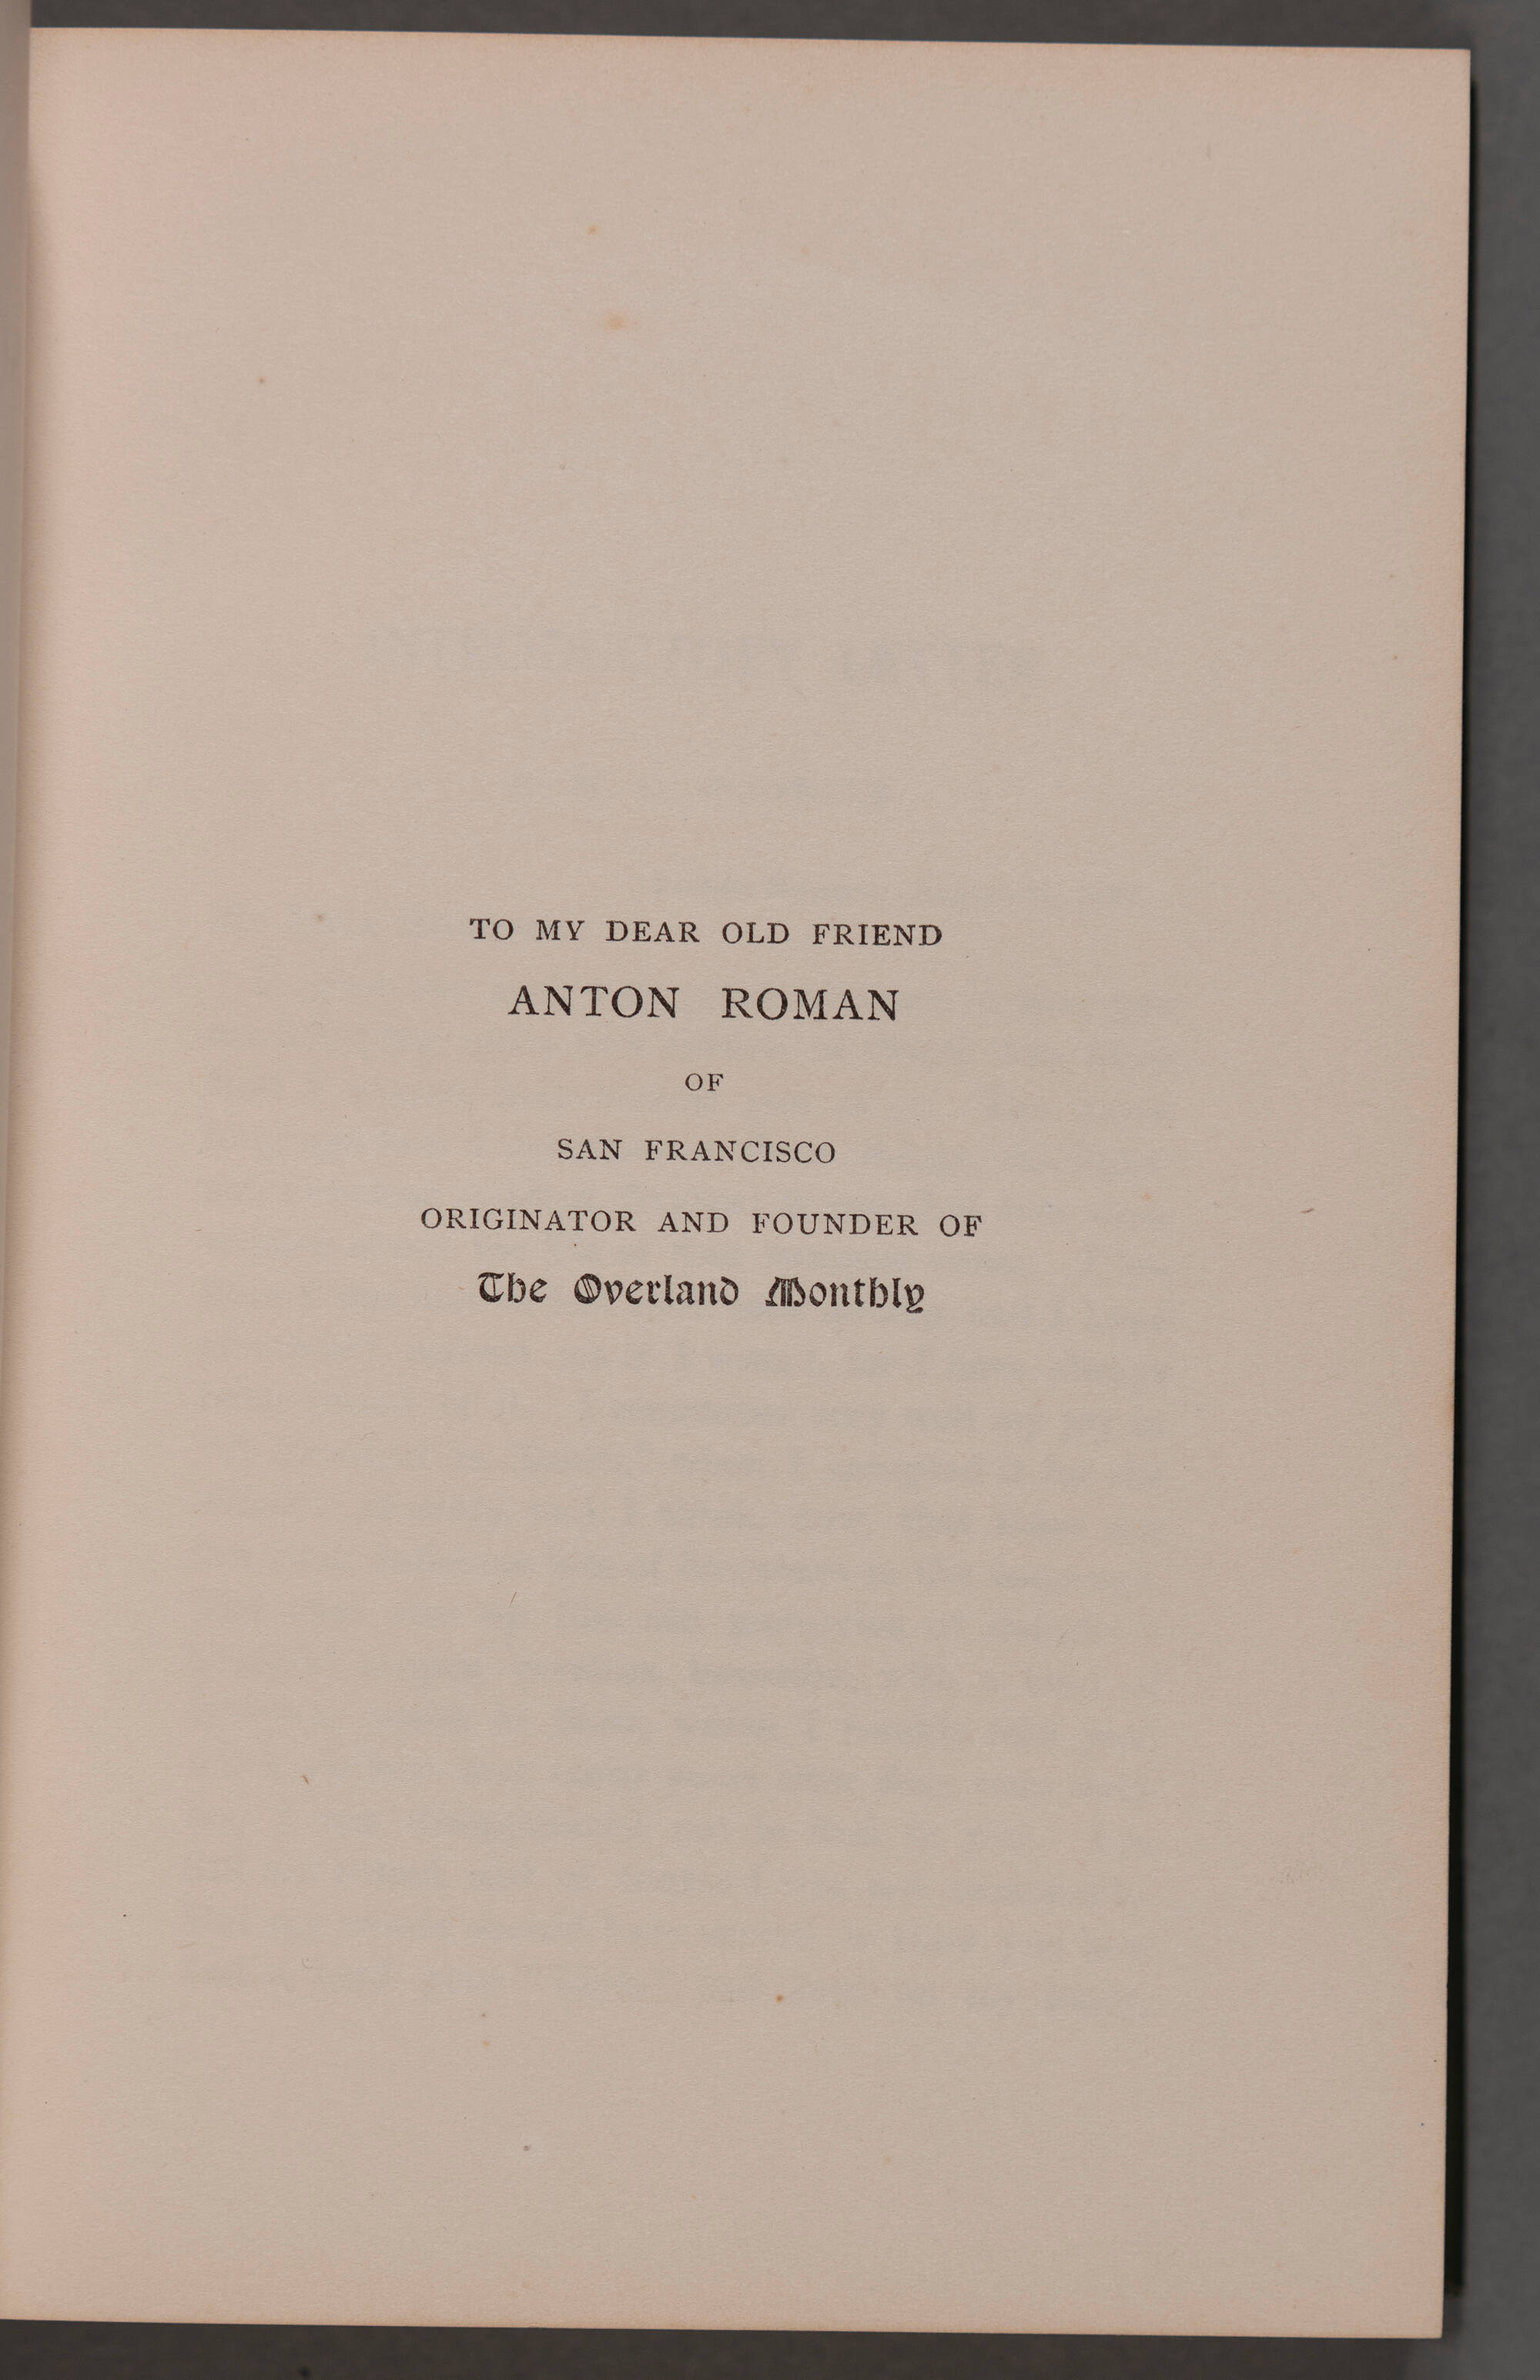 TO MY DEAR OLD FRIEND
ANTON ROMAN
OF
SAN FRANCISCO
ORIGINATOR AND FOUNDER OF
The Overland Monthly